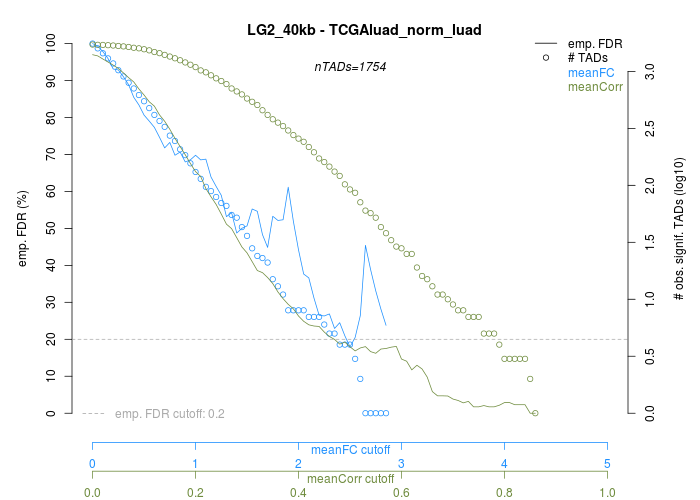 LG2_40kb - TCGAluad_norm_luad
nTADs=1754
emp. FDR
# TADs
meanFC
meanCorr
emp. FDR (%)
100
90
80
70
60
50
40
30
20
10
0
3.0
2.5
2.0
1.5
1.0
0.5
0.0
# obs. signif. TADs (log10)
emp. FDR cutoff: 0.2
meanFC cutoff
0 1 2 3 4 5
meanCorr cutoff
0.0 0.2 0.4 0.6 0.8 1.0